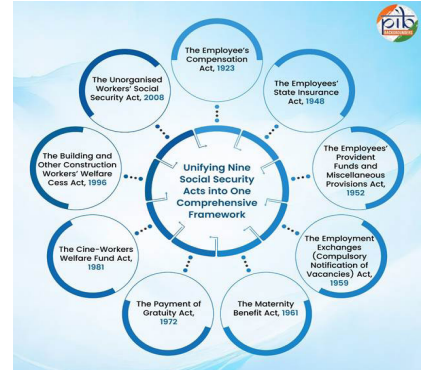 pib
BACKGROUNDERS
The Employee's
Compensation
Act, 1923
The Employees'
State Insurance
Act, 1948
The Employees'
Provident
Funds and
Miscellaneous
Provisions Act,
1952
The Employment
Exchanges
(Compulsory
Notification of
Vacancies) Act,
1959
The Maternity
Benefit Act, 1961
The Payment of
Gratuity Act,
1972
The Cine-Workers
Welfare Fund Act,
1981
The Building and
Other Construction
Workers' Welfare
Cess Act, 1996
The Unorganised
Workers' Social
Security Act, 2008
Unifying Nine
Social Security
Acts into One
Comprehensive
Framework